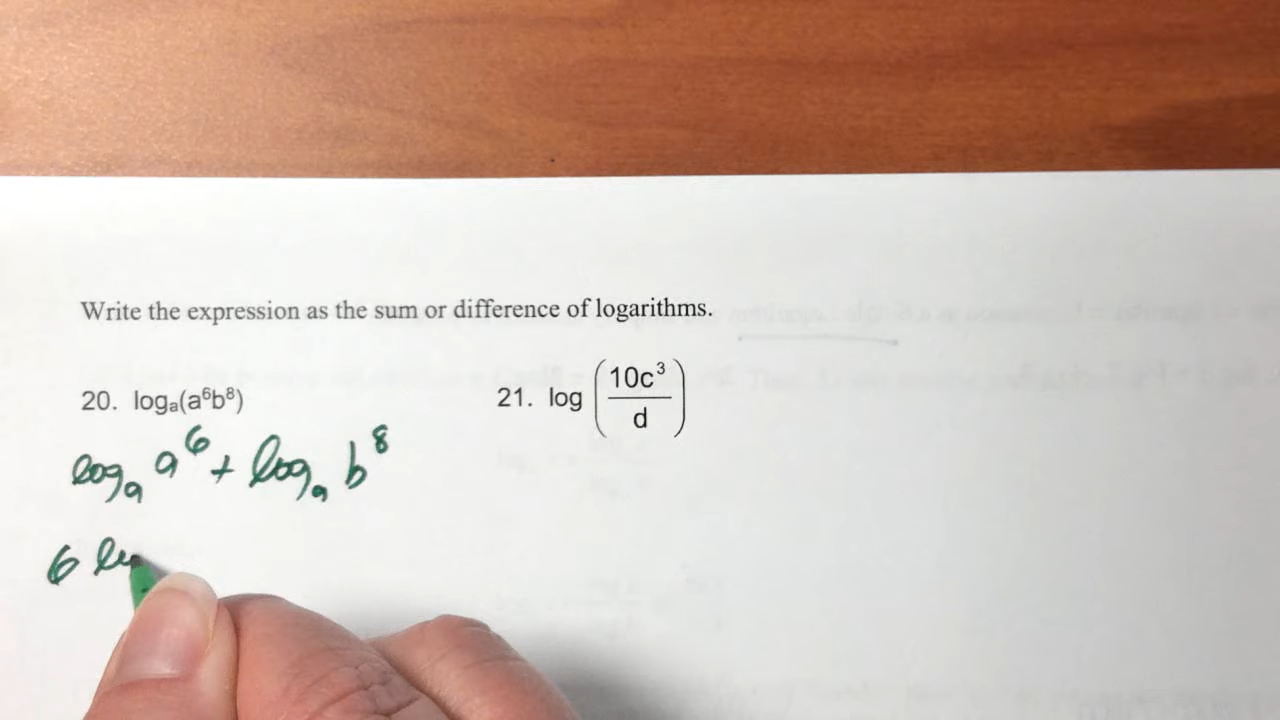 Write the expression as the sum or difference of logarithms.
20. logₐ(a⁶b⁸)
21. log (10c³/d)
logₐ a⁶ + logₐ b⁸
6